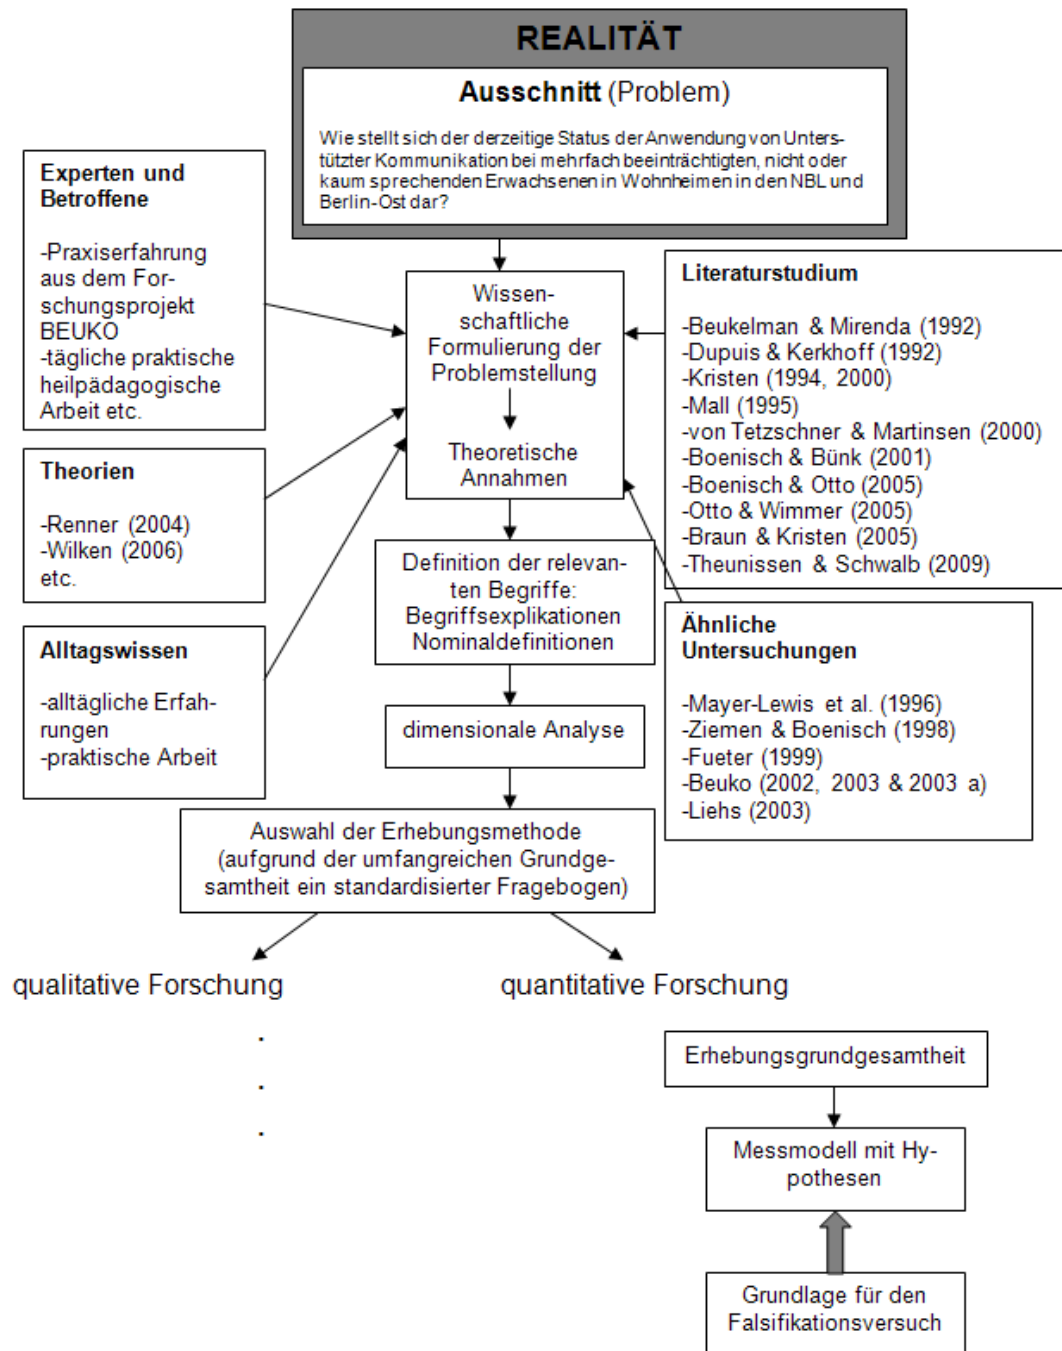 REALITÄT
Ausschnitt (Problem)
Wie stellt sich der derzeitige Status der Anwendung von Unters-
tützter Kommunikation bei mehrfach beeinträchtigten, nicht oder
kaum sprechenden Erwachsenen in Wohnheimen in den NBL und
Berlin-Ost dar?
Experten und
Betroffene
-Praxiserfahrung
aus dem For-
schungsprojekt
BEUKO
-tägliche praktische
heilpädagogische
Arbeit etc.
Theorien
-Renner (2004)
-Wilken (2006)
etc.
Alltagswissen
-alltägliche Erfah-
rungen
-praktische Arbeit
Wissen-
schaftliche
Formulierung der
Problemstellung
Theoretische
Annahmen
Literaturstudium
-Beukelman & Mirenda (1992)
-Dupuis & Kerkhoff (1992)
-Kristen (1994, 2000)
-Mall (1995)
-von Tetzschner & Martinsen (2000)
-Boenisch & Bünk (2001)
-Boenisch & Otto (2005)
-Otto & Wimmer (2005)
-Braun & Kristen (2005)
-Theunissen & Schwalb (2009)
Ähnliche
Untersuchungen
-Mayer-Lewis et al. (1996)
-Ziemen & Boenisch (1998)
-Fueter (1999)
-Beuko (2002, 2003 & 2003 a)
-Liehs (2003)
Definition der relevan-
ten Begriffe:
Begriffsexplikationen
Nominaldefinitionen
dimensionale Analyse
Auswahl der Erhebungsmethode
(aufgrund der umfangreichen Grundge-
samtheit ein standardisierter Fragebogen)
qualitative Forschung
.
.
.
quantitative Forschung
Erhebungsgrundgesamtheit
Messmodell mit Hy-
pothesen
Grundlage für den
Falsifikationsversuch